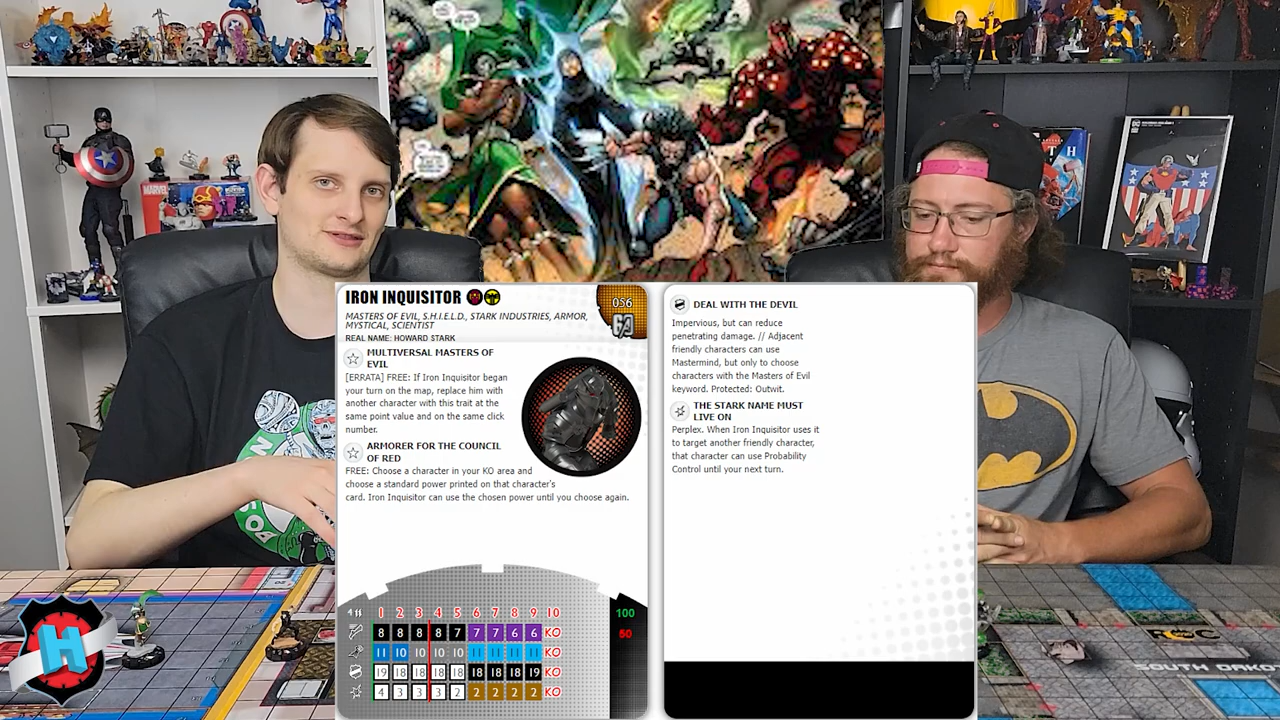 IRON INQUISITOR
056
MASTERS OF EVIL, S.H.I.E.L.D., STARK INDUSTRIES, ARMOR,
MYSTICAL, SCIENTIST
REAL NAME: HOWARD STARK
MULTIVERSAL MASTERS OF
EVIL
[ERRATA] FREE: If Iron Inquisitor began
your turn on the map, replace him with
another character with this trait at the
same point value and on the same click
number.
ARMORER FOR THE COUNCIL
OF RED
FREE: Choose a character in your KO area and
choose a standard power printed on that character's
card. Iron Inquisitor can use the chosen power until you choose again.
1 2 3 4 5 6 7 8 9 10
8 8 8 8 7 7 7 6 6 KO
11 10 10 10 10 11 11 11 11 KO
19 18 18 18 18 18 18 18 19 KO
4 3 3 3 2 2 2 2 2 KO
100
50
DEAL WITH THE DEVIL
Impervious, but can reduce
penetrating damage. // Adjacent
friendly characters can use
Mastermind, but only to choose
characters with the Masters of Evil
keyword. Protected: Outwit.
THE STARK NAME MUST
LIVE ON
Perplex. When Iron Inquisitor uses it
to target another friendly character,
that character can use Probability
Control until your next turn.
MARVEL
H
SOUTH DAKOT